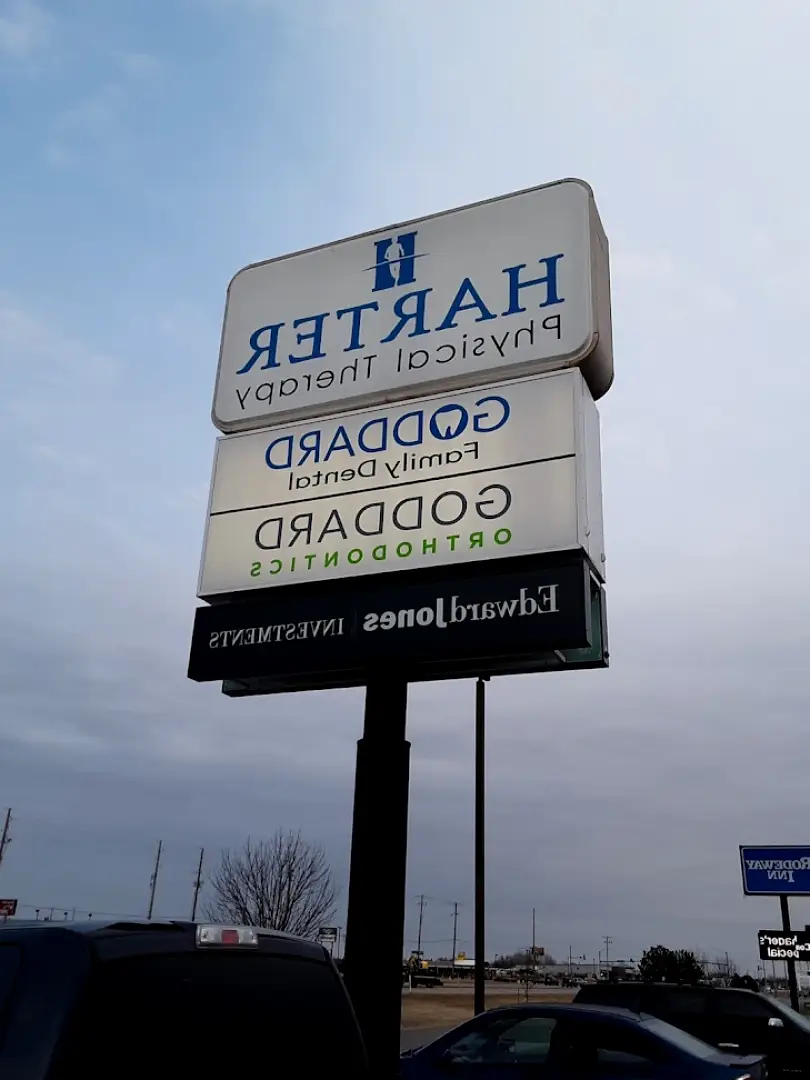 HARTER
Physical Therapy
GODDARD
Family Dental
GODDARD
ORTHODONTICS
Edward Jones INVESTMENTS
RODEWAY
INN